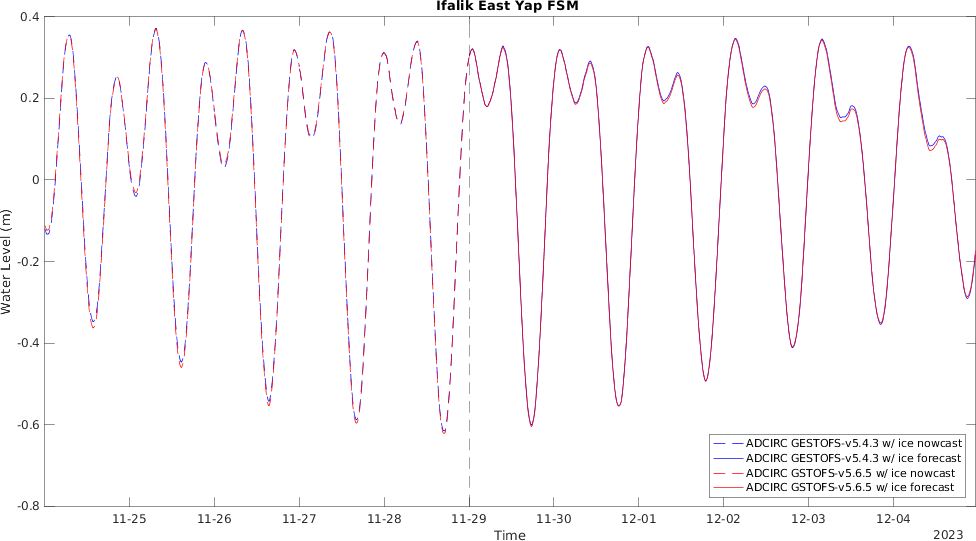 Ifalik East Yap FSM
0.4
0.2
0
-0.2
-0.4
-0.6
-0.8
Water Level (m)
11-25
11-26
11-27
11-28
11-29
11-30
12-01
12-02
12-03
12-04
Time
2023
ADCIRC GESTOFS-v5.4.3 w/ ice nowcast
ADCIRC GESTOFS-v5.4.3 w/ ice forecast
ADCIRC GSTOFS-v5.6.5 w/ ice nowcast
ADCIRC GSTOFS-v5.6.5 w/ ice forecast